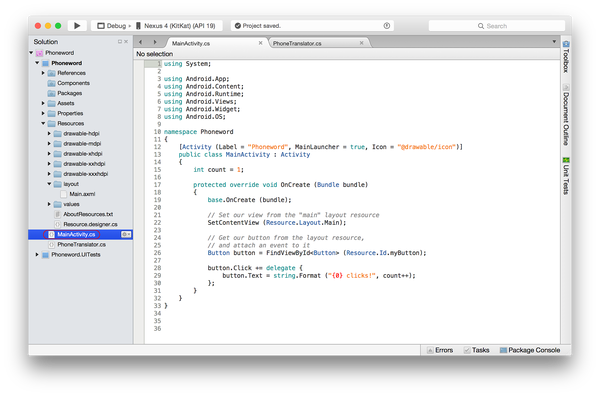 Debug
Nexus 4 (KitKat) (API 19)
Project saved.
Search
Solution
Phoneword
Phoneword
References
Components
Packages
Assets
Properties
Resources
drawable-hdpi
drawable-mdpi
drawable-xhdpi
drawable-xxhdpi
drawable-xxxhdpi
layout
Main.axml
values
AboutResources.txt
Resource.designer.cs
MainActivity.cs
PhoneTranslator.cs
Phoneword.UITests
MainActivity.cs
PhoneTranslator.cs
No selection
1 using System;
2
3 using Android.App;
4 using Android.Content;
5 using Android.Runtime;
6 using Android.Views;
7 using Android.Widget;
8 using Android.OS;
9
10 namespace Phoneword
11 {
12 [Activity (Label = "Phoneword", MainLauncher = true, Icon = "@drawable/icon")]
13 public class MainActivity : Activity
14 {
15 int count = 1;
16
17 protected override void OnCreate (Bundle bundle)
18 {
19 base.OnCreate (bundle);
20
21 // Set our view from the "main" layout resource
22 SetContentView (Resource.Layout.Main);
23
24 // Get our button from the layout resource,
25 // and attach an event to it
26 Button button = FindViewById<Button> (Resource.Id.myButton);
27
28 button.Click += delegate {
29 button.Text = string.Format ("{0} clicks!", count++);
30 };
31 }
32 }
33 }
34
35
36
Toolbox
Document Outline
Unit Tests
Errors
Tasks
Package Console